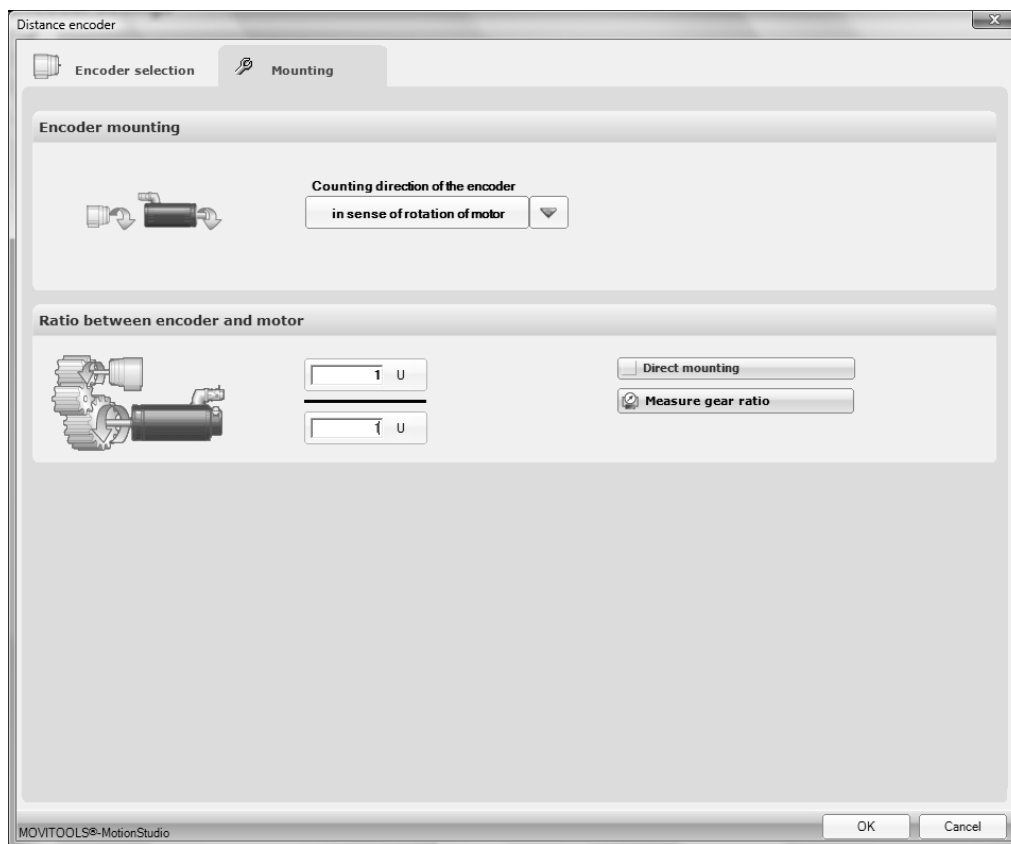 Distance encoder
Encoder selection
Mounting
Encoder mounting
Counting direction of the encoder
in sense of rotation of motor
Ratio between encoder and motor
1 U
1 U
Direct mounting
Measure gear ratio
MOVITOOLS®-MotionStudio
OK
Cancel